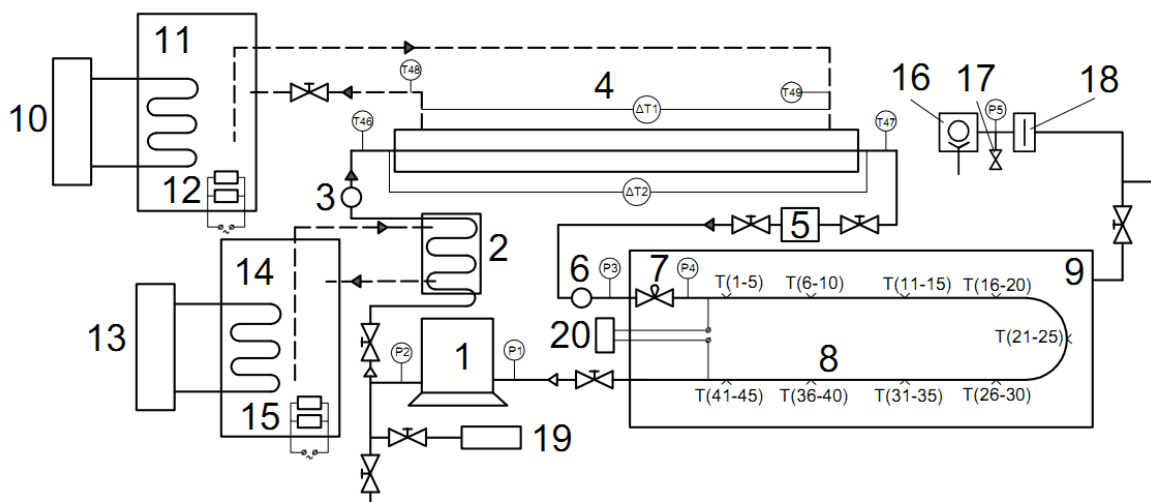 11
T48
4
T49
16
17
18
ΔT1
P5
10
T46
T47
12
3
ΔT2
~
2
5
14
6
P3
7
P4
9
T(1-5)
T(6-10)
T(11-15)
T(16-20)
20
T(21-25)
13
P2
1
P1
8
T(41-45)
T(36-40)
T(31-35)
T(26-30)
15
19
~